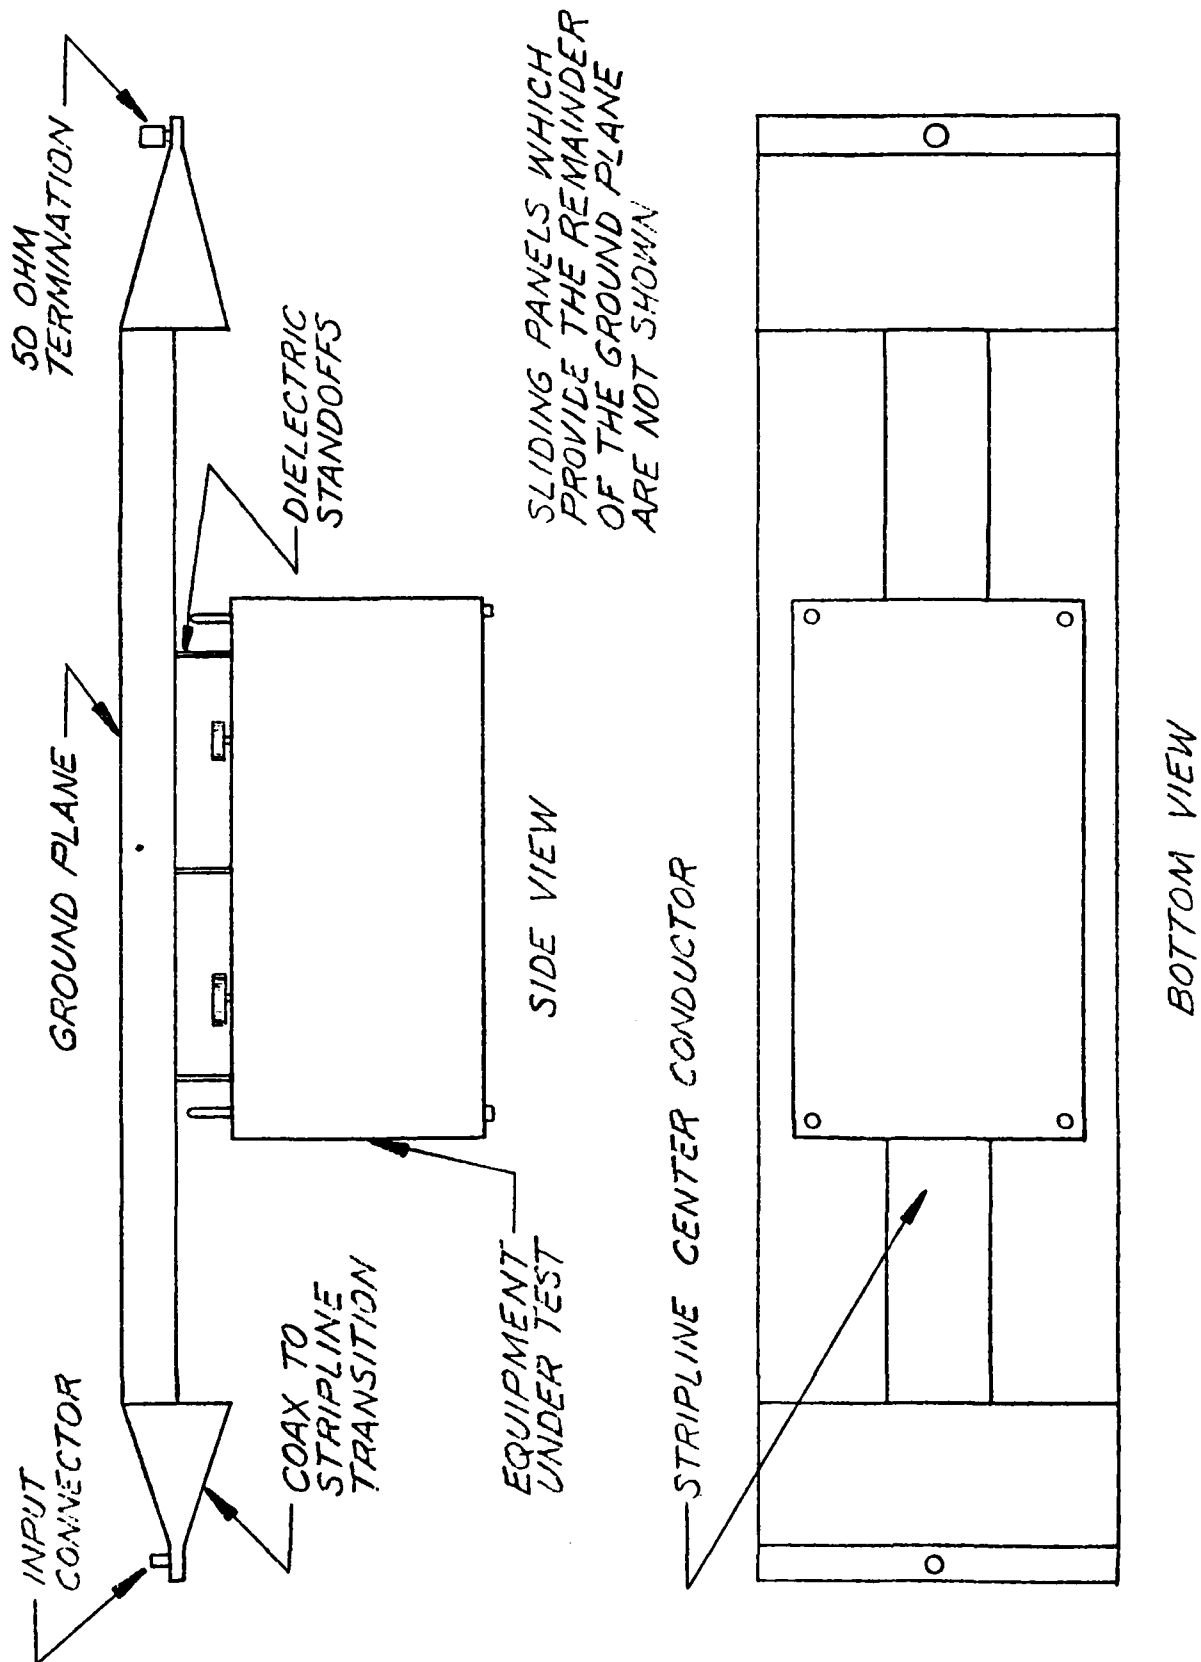 INPUT
CONNECTOR
GROUND PLANE
50 OHM
TERMINATION
COAX TO
STRIPLINE
TRANSITION
DIELECTRIC
STANDOFFS
EQUIPMENT
UNDER TEST
SIDE VIEW
SLIDING PANELS WHICH
PROVIDE THE REMAINDER
OF THE GROUND PLANE
ARE NOT SHOWN
STRIPLINE CENTER CONDUCTOR
BOTTOM VIEW